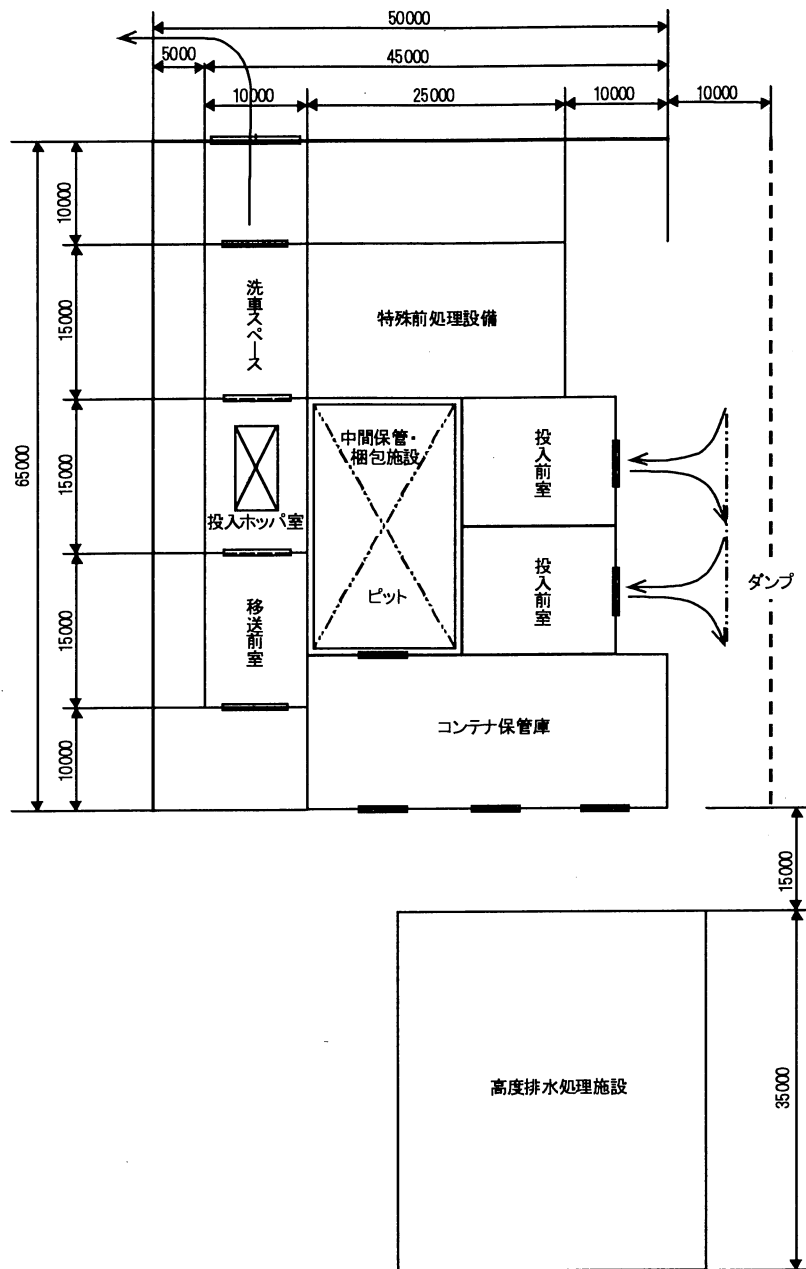 50000
5000
45000
10000
25000
10000
10000
10000
15000
洗車スペース
特殊前処理設備
65000
15000
中間保管・
梱包施設
投入前室
投入ホッパ室
15000
移送前室
ピット
投入前室
ダンプ
10000
コンテナ保管庫
15000
高度排水処理施設
35000